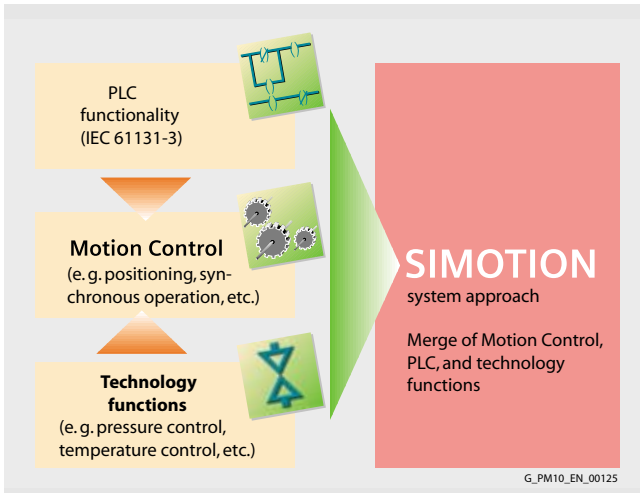 PLC
functionality
(IEC 61131-3)
Motion Control
(e. g. positioning, syn-
chronous operation, etc.)
Technology
functions
(e. g. pressure control,
temperature control, etc.)
SIMOTION
system approach
Merge of Motion Control,
PLC, and technology
functions
G_PM10_EN_00125